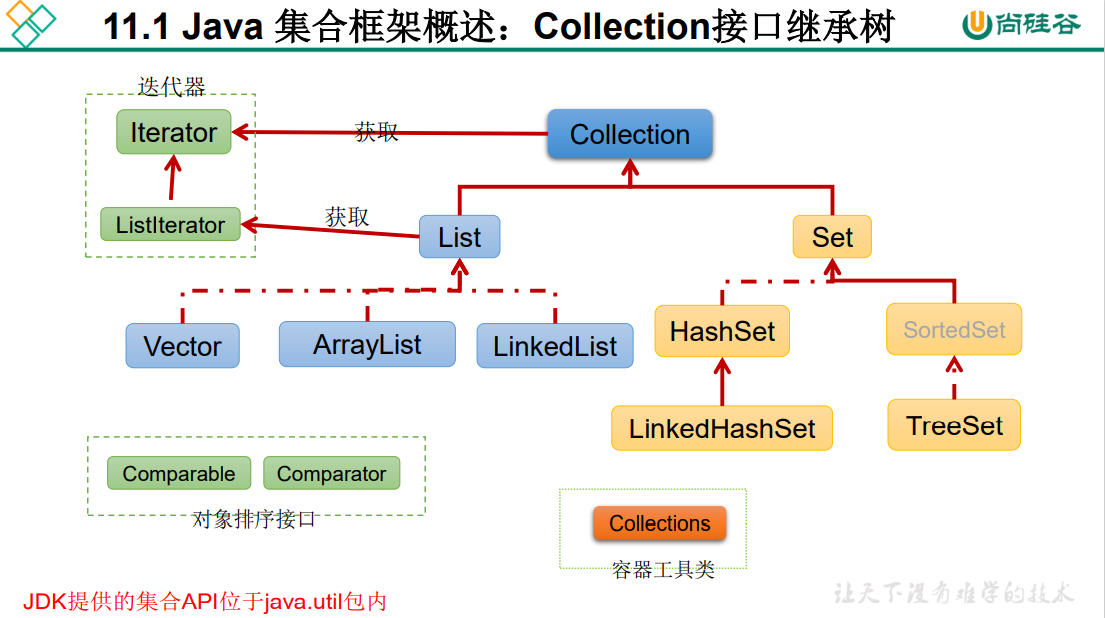 11.1 Java 集合框架概述：Collection接口继承树
尚硅谷
迭代器
Iterator
获取
Collection
ListIterator
获取
List
Set
Vector
ArrayList
LinkedList
HashSet
SortedSet
LinkedHashSet
TreeSet
Comparable
Comparator
对象排序接口
Collections
容器工具类
JDK提供的集合API位于java.util包内
让天下没有难学的技术